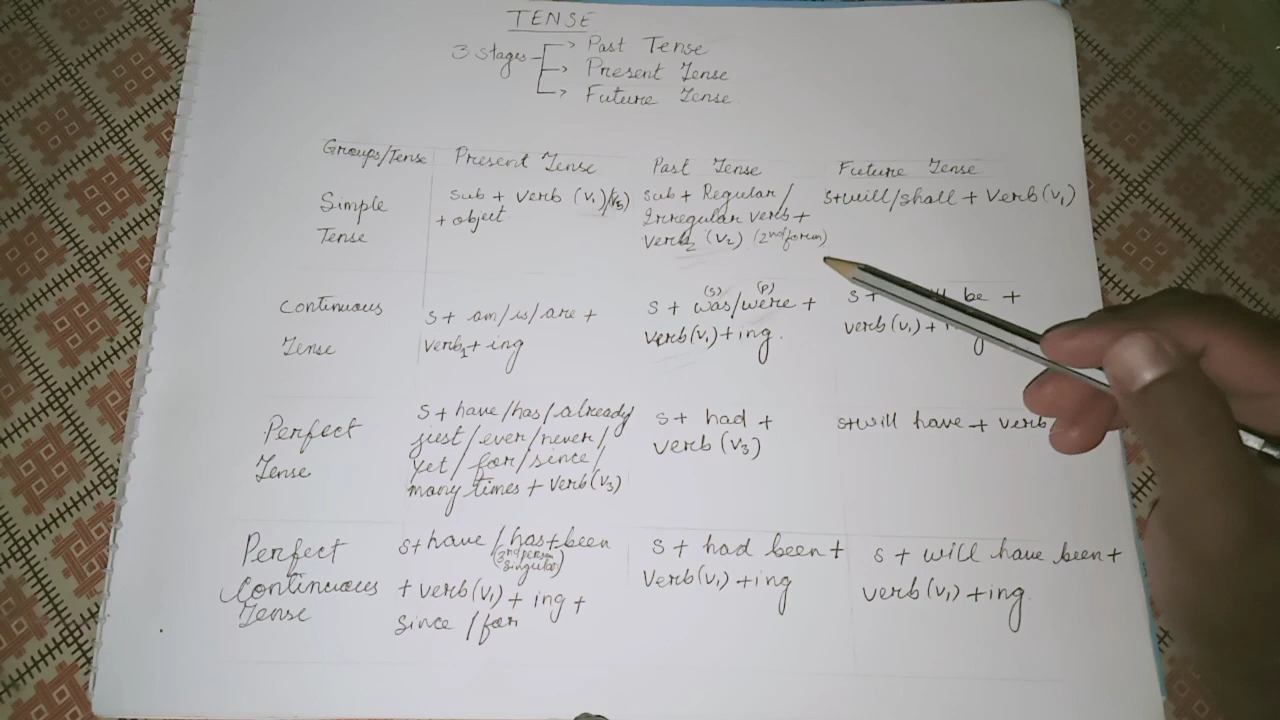 TENSE
3 stages
Past Tense
Present Tense
Future Tense.
Groups/Tense
Present Tense
Past Tense
Future Tense
Simple
Tense
sub + verb (V₁)/V₅)
+ object
sub + Regular /
Irregular verb +
verb₂ (V₂) (2nd form)
s+will/shall + Verb(V₁)
Continuous
Tense
s + am/is/are +
verb₁ + ing
(S) (P)
s + was/were +
verb(V₁)+ing.
s + will be +
verb(V₁) +
Perfect
Tense
s + have/has/already
just/ever/never/
yet/for/since/
many times + verb(V₃)
s + had +
verb (V₃)
s+will have + verb
Perfect
Continuous
Tense
s+have/has+been
(3nd person
singular)
+ verb(V₁) + ing +
since/for
s + had been +
Verb(V₁) +ing
s + will have been +
verb(V₁) +ing.